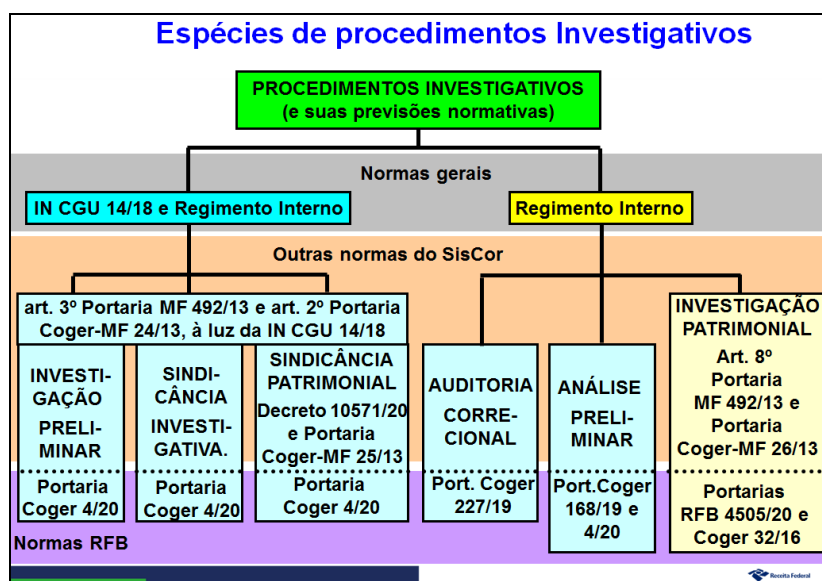 Espécies de procedimentos Investigativos
PROCEDIMENTOS INVESTIGATIVOS
(e suas previsões normativas)
Normas gerais
IN CGU 14/18 e Regimento Interno
Regimento Interno
Outras normas do SisCor
art. 3º Portaria MF 492/13 e art. 2º Portaria
Coger-MF 24/13, à luz da IN CGU 14/18
INVESTI-
GAÇÃO
PRELI-
MINAR
Portaria
Coger 4/20
SINDI-
CÂNCIA
INVESTI-
GATIVA.
Portaria
Coger 4/20
SINDICÂNCIA
PATRIMONIAL
Decreto 10571/20
e Portaria
Coger-MF 25/13
Portaria
Coger 4/20
AUDITORIA
CORRE-
CIONAL
Port. Coger
227/19
ANÁLISE
PRELI-
MINAR
Port.Coger
168/19 e
4/20
INVESTIGAÇÃO
PATRIMONIAL
Art. 8º
Portaria
MF 492/13 e
Portaria
Coger-MF 26/13
Portarias
RFB 4505/20 e
Coger 32/16
Normas RFB
Receita Federal